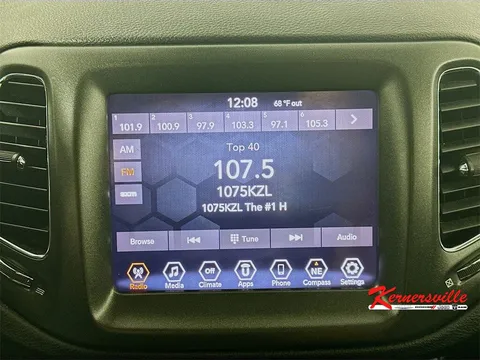 12:08 68 °F out
1 2 3 4 5 6
101.9 100.9 97.9 103.3 97.1 105.3
AM
Top 40
FM
107.5
1075KZL
1075KZL The #1 H
Browse Tune Audio
Off NE
Radio Media Climate Apps Phone Compass Settings
Kernersville